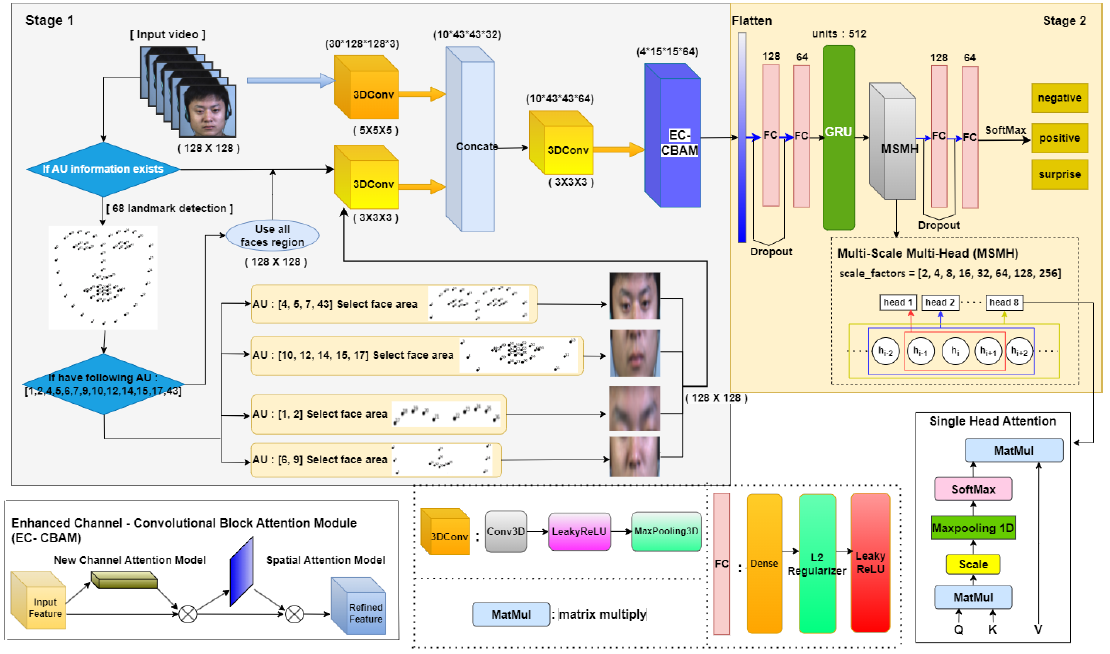 Stage 1
[ Input video ]
( 128 X 128 )
If AU information exists
[ 68 landmark detection ]
Use all
faces region
( 128 X 128 )
If have following AU :
[1,2,4,5,6,7,9,10,12,14,15,17,43]
AU : [4, 5, 7, 43] Select face area
AU : [10, 12, 14, 15, 17] Select face area
AU : [1, 2] Select face area
AU : [6, 9] Select face area
( 128 X 128 )
(30*128*128*3)
3DConv
( 5X5X5 )
3DConv
( 3X3X3 )
(10*43*43*32)
Concate
(10*43*43*64)
3DConv
( 3X3X3 )
(4*15*15*64)
EC-
CBAM
Stage 2
Flatten
128
64
FC
Dropout
units : 512
GRU
MSMH
128
64
FC
Dropout
SoftMax
negative
positive
surprise
Multi-Scale Multi-Head (MSMH)
scale_factors = [2, 4, 8, 16, 32, 64, 128, 256]
head 1
head 2
head 8
hi-2
hi-1
hi
hi+1
hi+2
Enhanced Channel - Convolutional Block Attention Module
(EC- CBAM)
New Channel Attention Model
Spatial Attention Model
Input
Feature
Refined
Feature
3DConv
:
Conv3D
LeakyReLU
MaxPooling3D
MatMul
: matrix multiply
FC
:
Dense
L2
Regularizer
Leaky
ReLU
Single Head Attention
MatMul
SoftMax
Maxpooling 1D
Scale
MatMul
Q
K
V